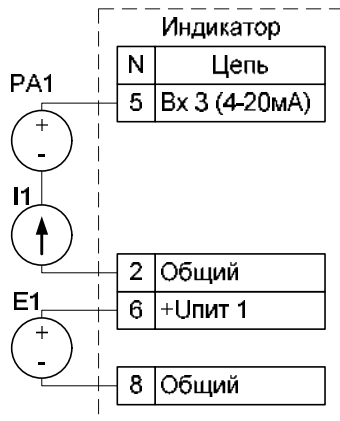 Индикатор
N Цепь
PA1
5 Вх 3 (4-20мА)
+
-
I1
2 Общий
E1
6 +Uпит 1
+
-
8 Общий